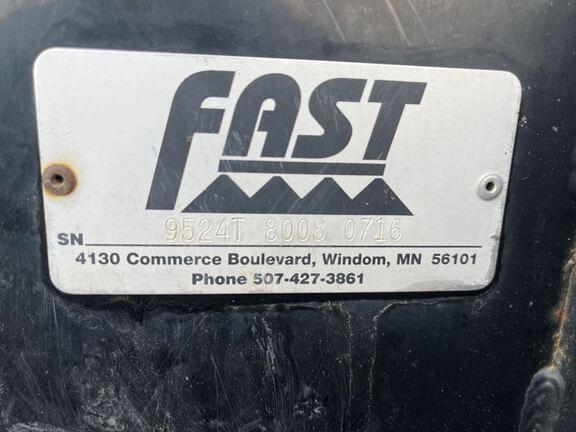 FAST
SN 9524T 8008 0716
4130 Commerce Boulevard, Windom, MN 56101
Phone 507-427-3861